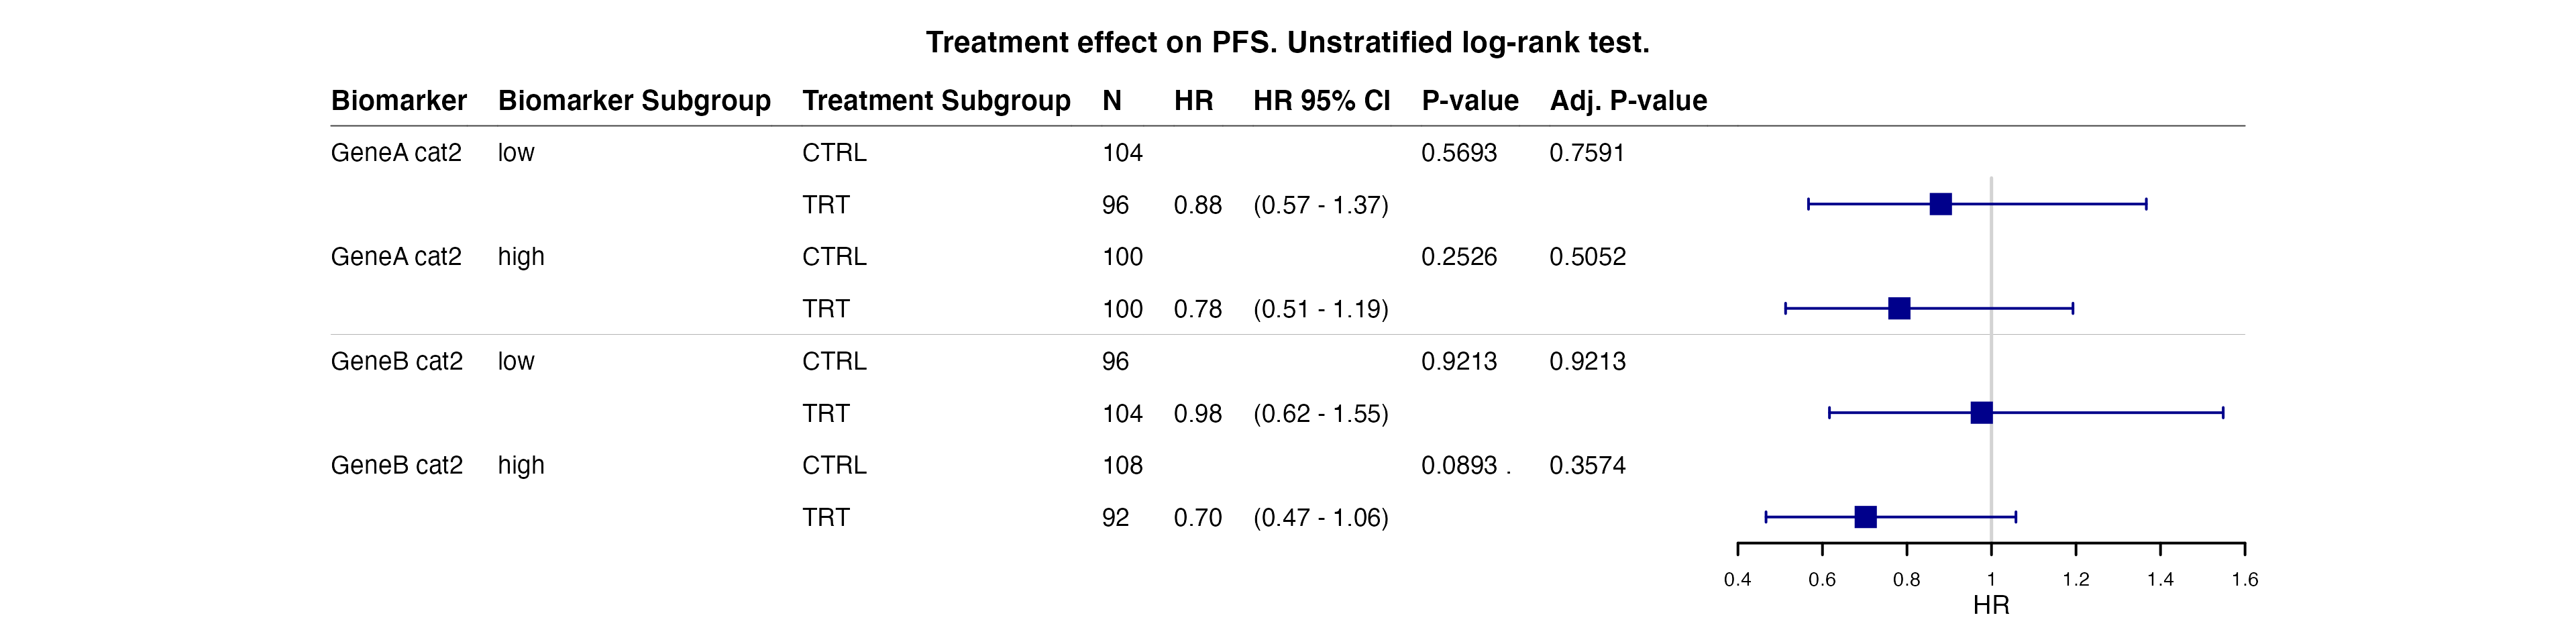 Treatment effect on PFS. Unstratified log-rank test.
Biomarker Biomarker Subgroup Treatment Subgroup N HR HR 95% CI P-value Adj. P-value
GeneA cat2 low CTRL 104 0.5693 0.7591
TRT 96 0.88 (0.57 - 1.37)
GeneA cat2 high CTRL 100 0.2526 0.5052
TRT 100 0.78 (0.51 - 1.19)
GeneB cat2 low CTRL 96 0.9213 0.9213
TRT 104 0.98 (0.62 - 1.55)
GeneB cat2 high CTRL 108 0.0893 . 0.3574
TRT 92 0.70 (0.47 - 1.06)
0.4 0.6 0.8 1 1.2 1.4 1.6
HR